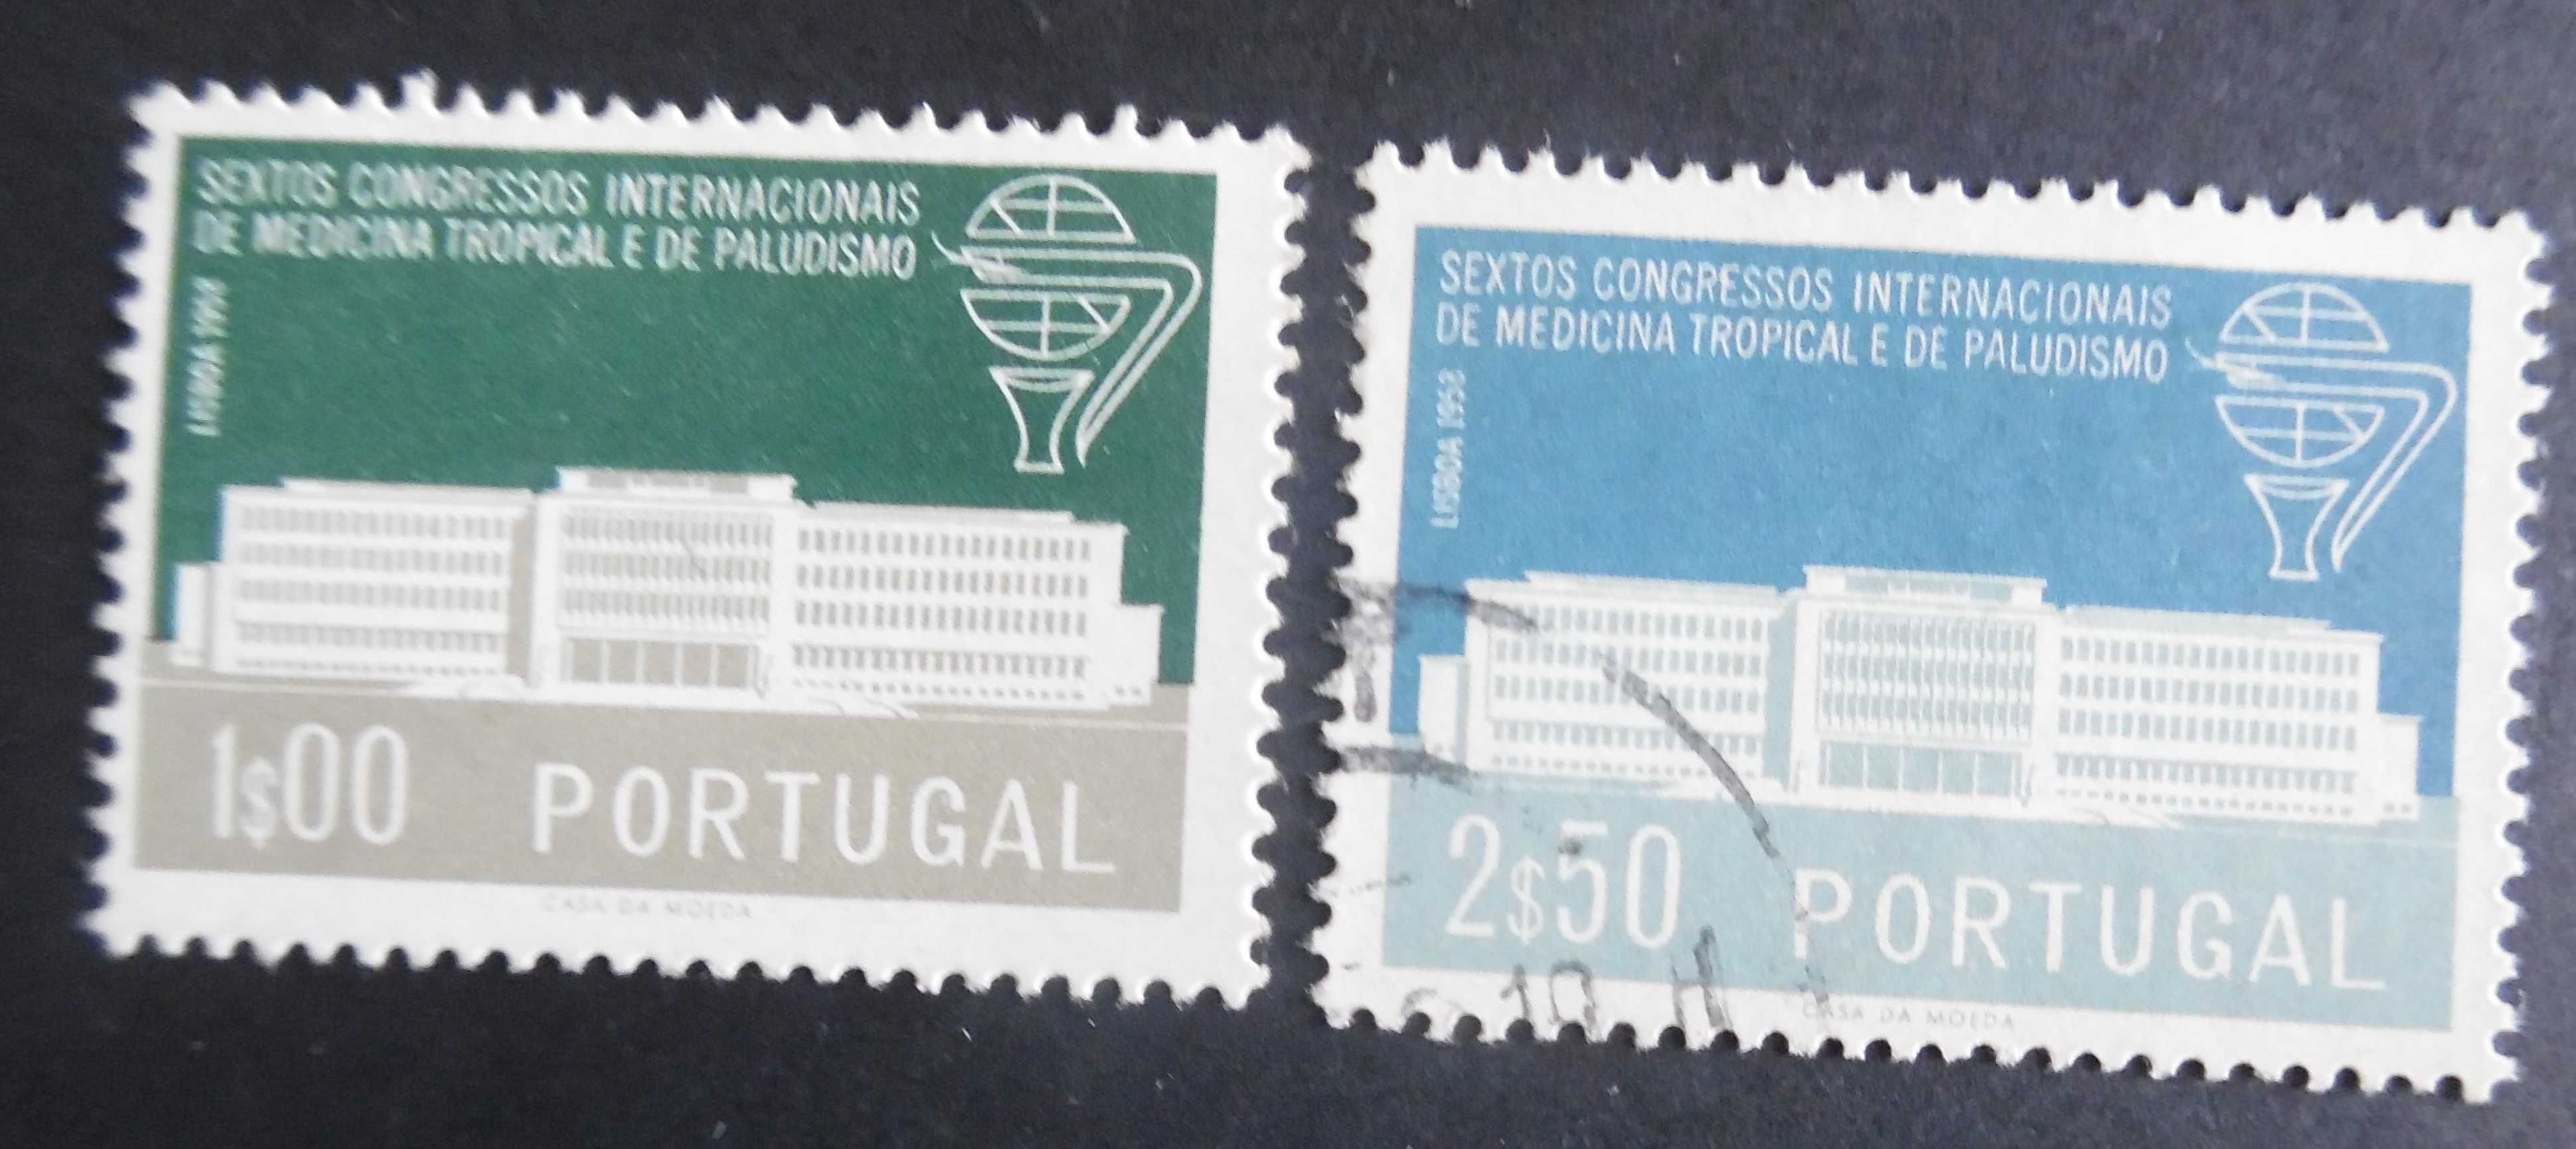 SEXTOS CONGRESSOS INTERNACIONAIS
DE MEDICINA TROPICAL E DE PALUDISMO
LISBOA 1958
1$00 PORTUGAL
CASA DA MOEDA
SEXTOS CONGRESSOS INTERNACIONAIS
DE MEDICINA TROPICAL E DE PALUDISMO
LISBOA 1958
2$50 PORTUGAL
CASA DA MOEDA